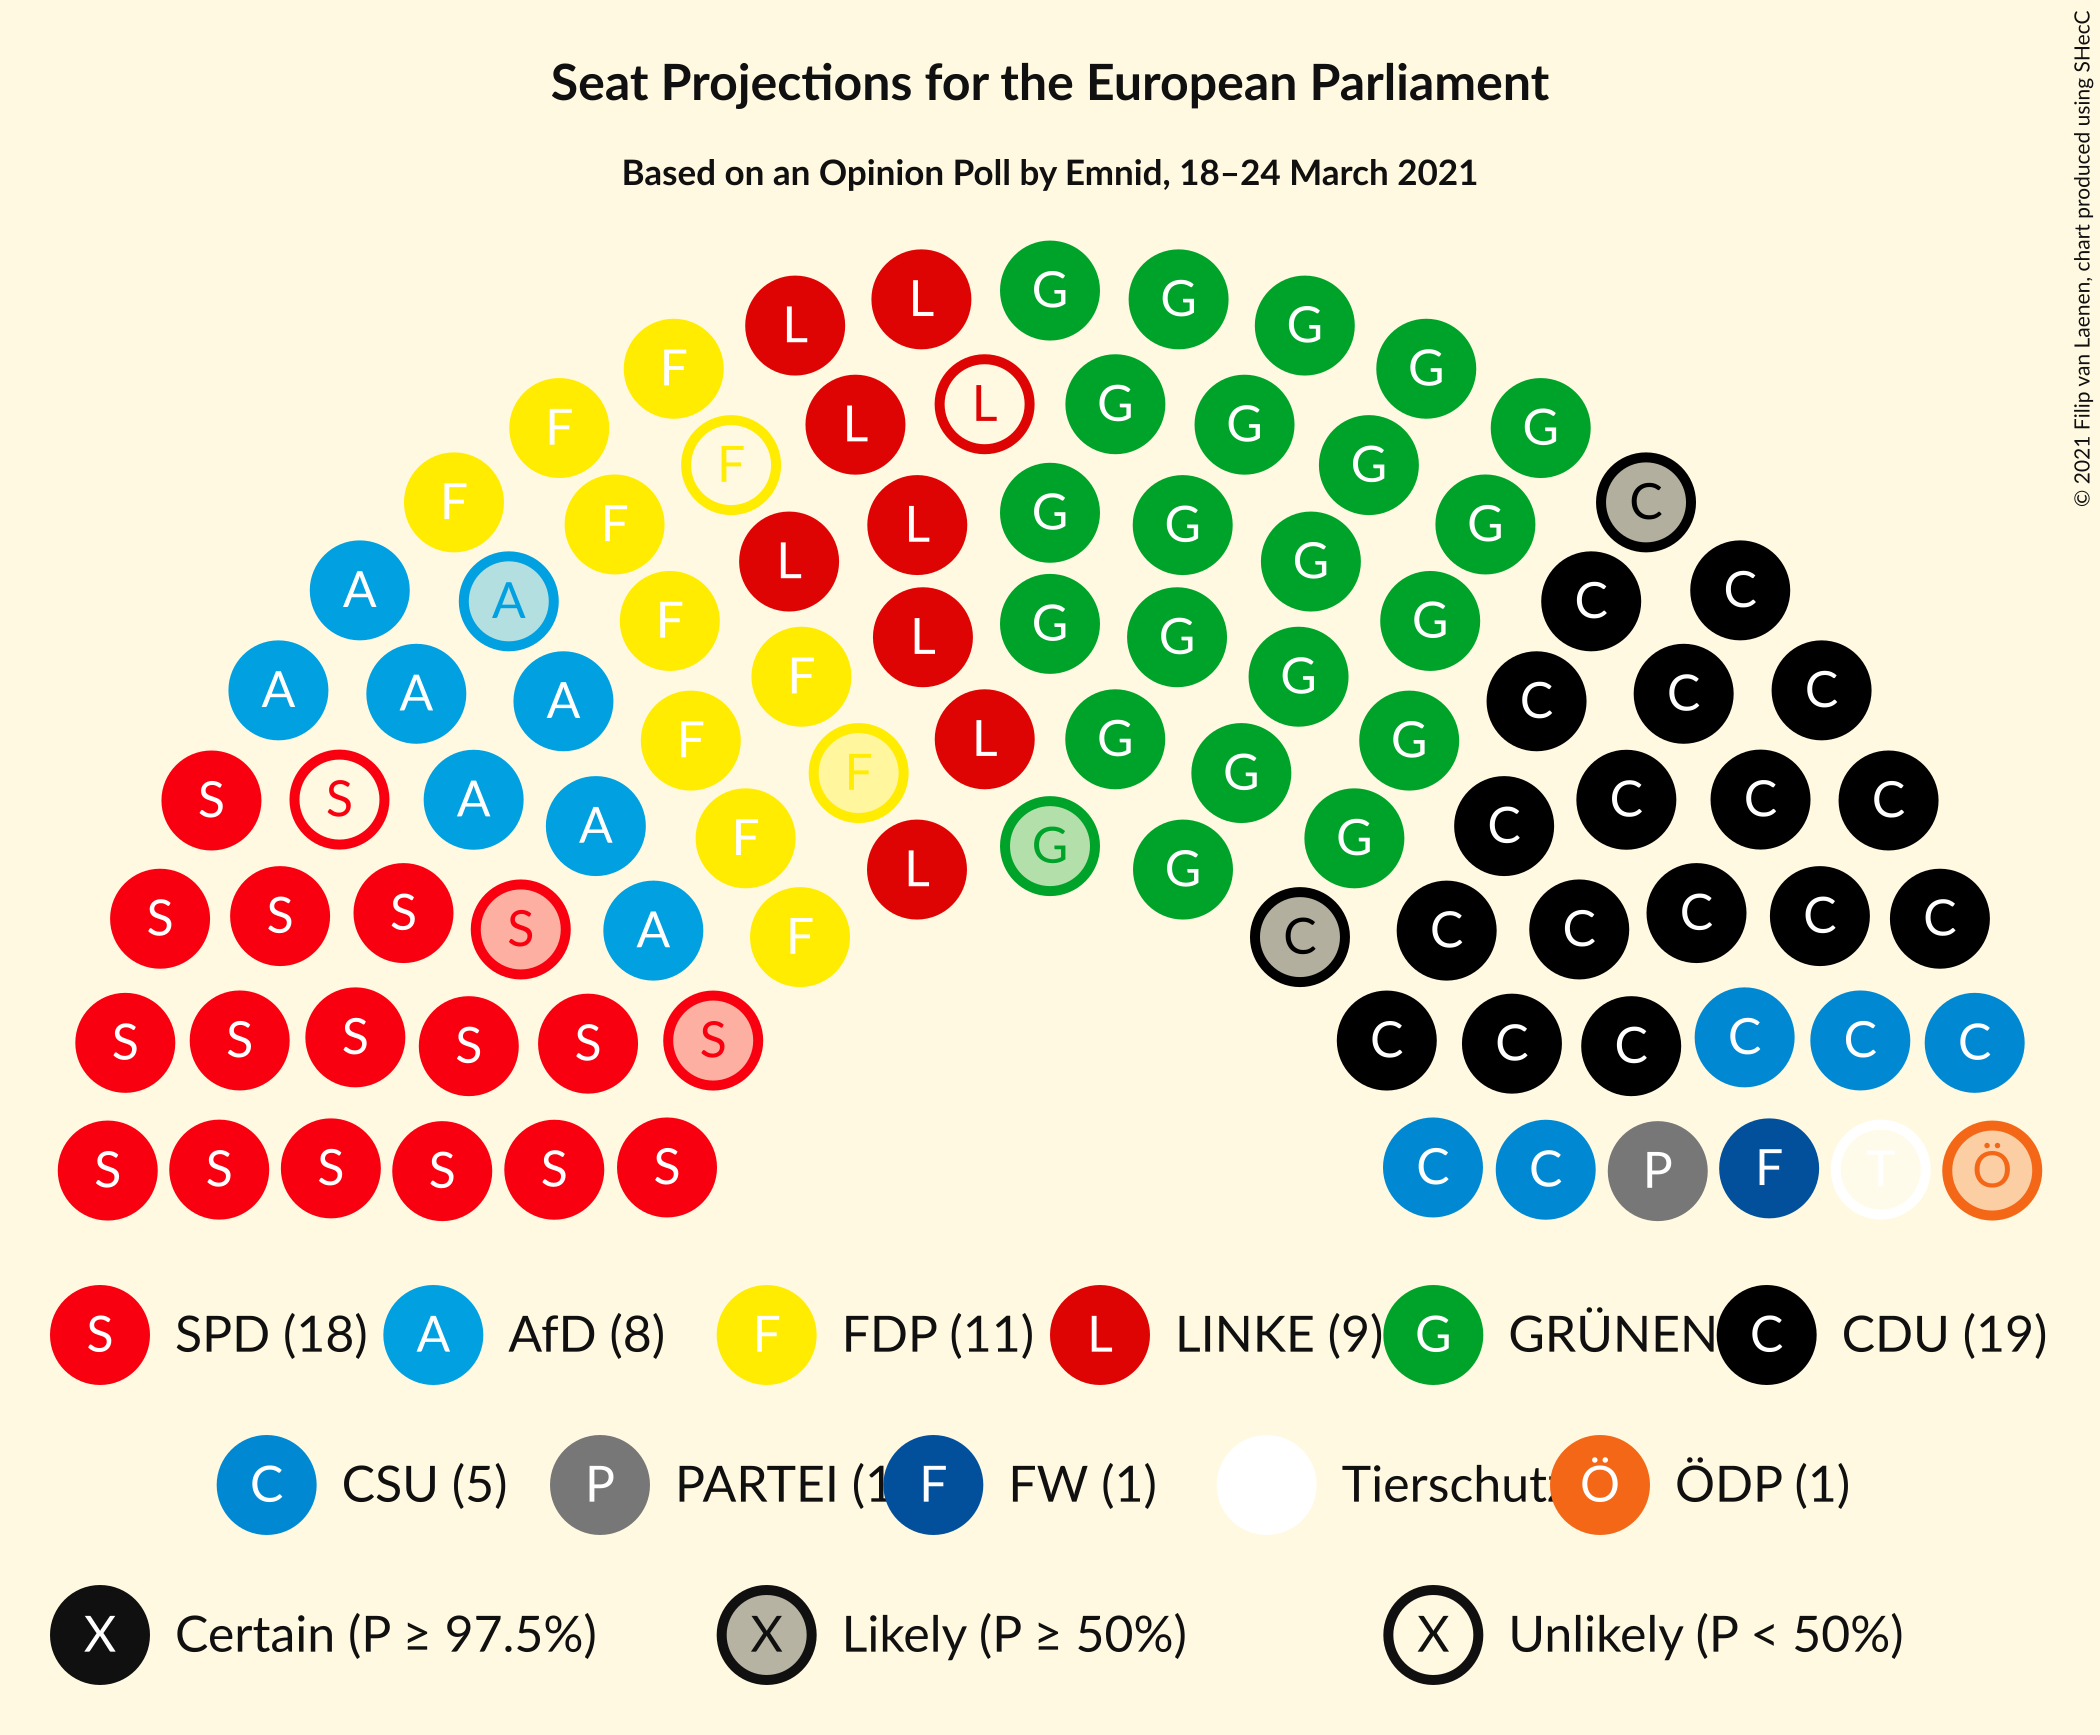 Seat Projections for the European Parliament
Based on an Opinion Poll by Emnid, 18–24 March 2021
© 2021 Filip van Laenen, chart produced using SHecC
L L G G G G G
F F F L L G G G G C
F F L L G G G G C C
A A F F L G G G C C C
A A A F F L G G G C C C C
S S A A F F L G G G C C C C C
S S S S A F C C C C C C
S S S S S S C C C C C C
S S S S S S C C P F T Ö
S SPD (18) A AfD (8) F FDP (11) L LINKE (9) G GRÜNEN C CDU (19)
C CSU (5) P PARTEI (1 F FW (1) Tierschutz Ö ÖDP (1)
X Certain (P ≥ 97.5%) X Likely (P ≥ 50%) X Unlikely (P < 50%)